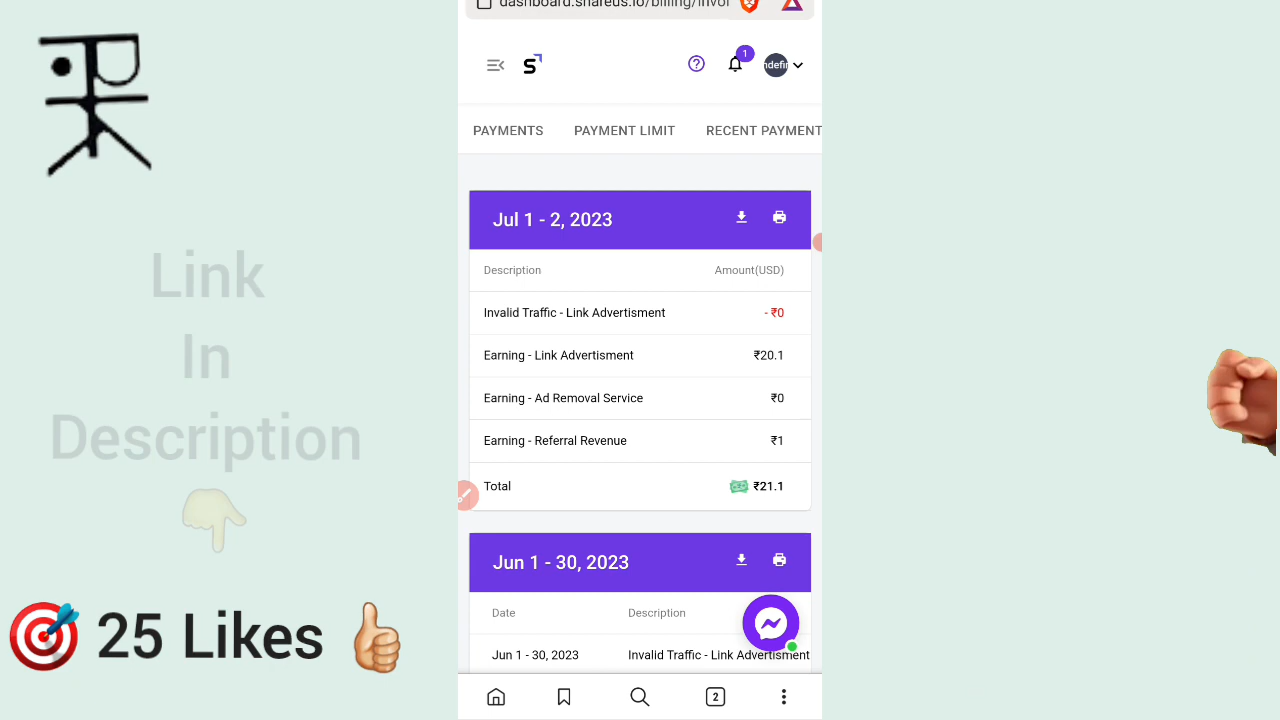 dashboard.shareus.io/billing/invoi
1
ndefin
PAYMENTS
PAYMENT LIMIT
RECENT PAYMENT
Jul 1 - 2, 2023
Description
Amount(USD)
Invalid Traffic - Link Advertisment
- ₹0
Earning - Link Advertisment
₹20.1
Earning - Ad Removal Service
₹0
Earning - Referral Revenue
₹1
Total
₹21.1
Jun 1 - 30, 2023
Date
Description
Jun 1 - 30, 2023
Invalid Traffic - Link Advertisment
2
Link
In
Description
25 Likes